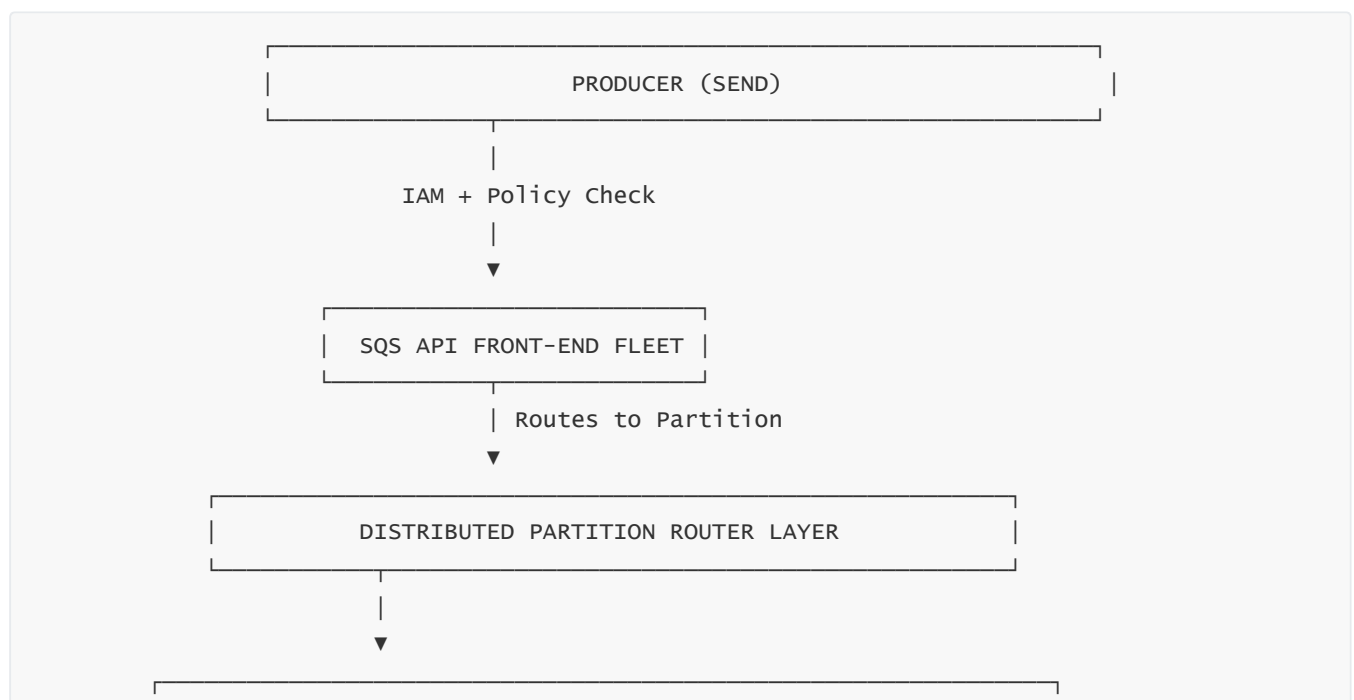 PRODUCER (SEND)
IAM + Policy Check
SQS API FRONT-END FLEET
Routes to Partition
DISTRIBUTED PARTITION ROUTER LAYER